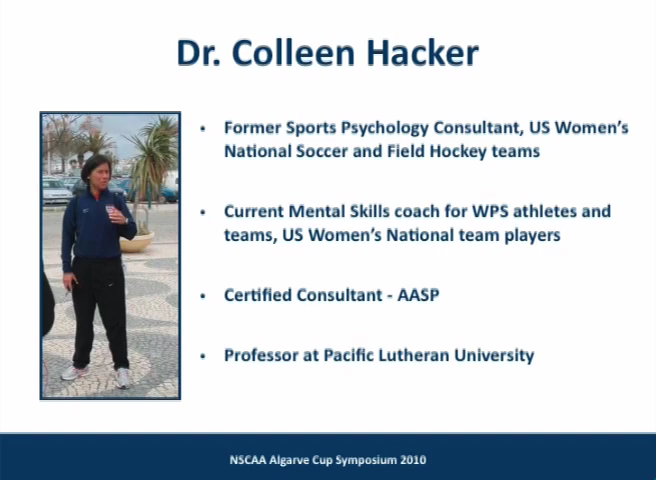 Dr. Colleen Hacker
• Former Sports Psychology Consultant, US Women's
National Soccer and Field Hockey teams
• Current Mental Skills coach for WPS athletes and
teams, US Women's National team players
• Certified Consultant - AASP
• Professor at Pacific Lutheran University
NSCAA Algarve Cup Symposium 2010